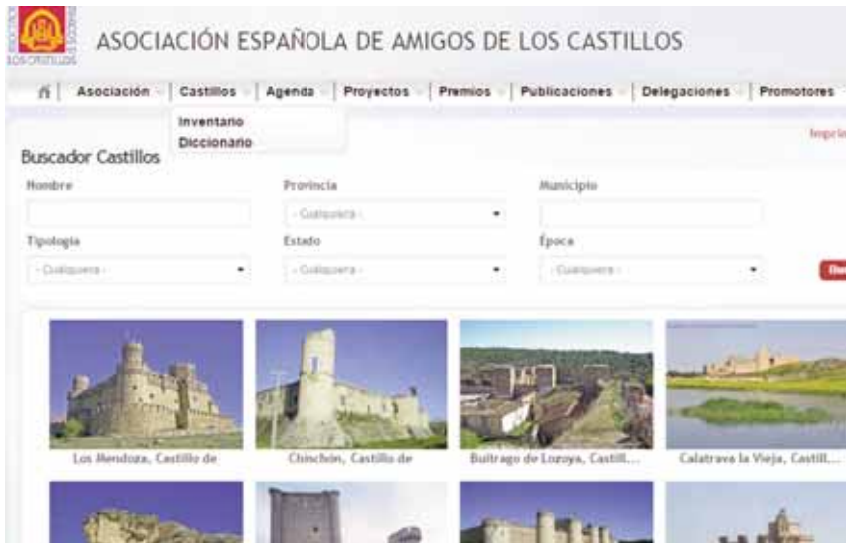 LOS CASTILLOS
ASOCIACIÓN ESPAÑOLA DE AMIGOS DE LOS CASTILLOS
Asociación Castillos Agenda Proyectos Premios Publicaciones Delegaciones Promotores
Inventario
Diccionario
Buscador Castillos
Nombre Provincia Municipio
- Cualquiera -
Tipología Estado Época
- Cualquiera - - Cualquiera - - Cualquiera -
Los Mendoza, Castillo de Chinchón, Castillo de Buitrago de Lozoya, Castill... Calatrava la Vieja, Castill...